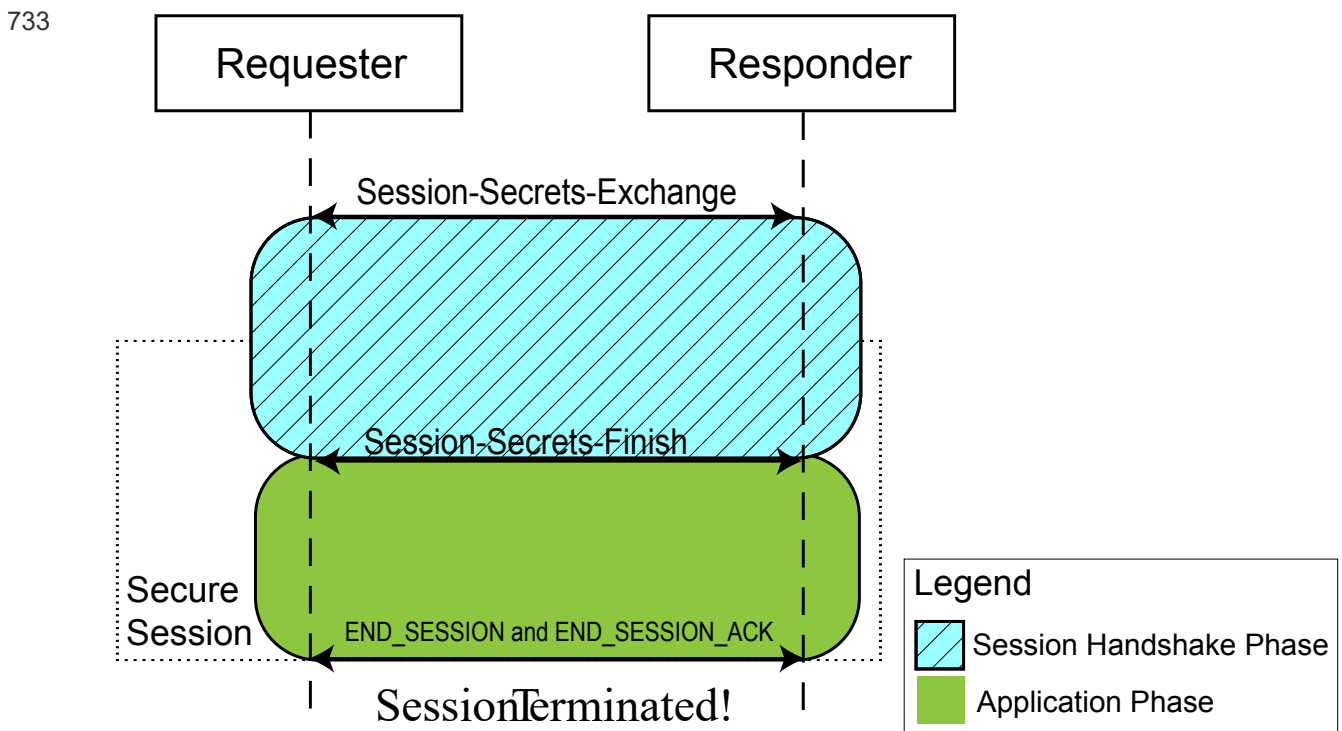 733
Requester
Responder
Session-Secrets-Exchange
Session-Secrets-Finish
Secure
Session
END_SESSION and END_SESSION_ACK
SessionTerminated!
Legend
Session Handshake Phase
Application Phase